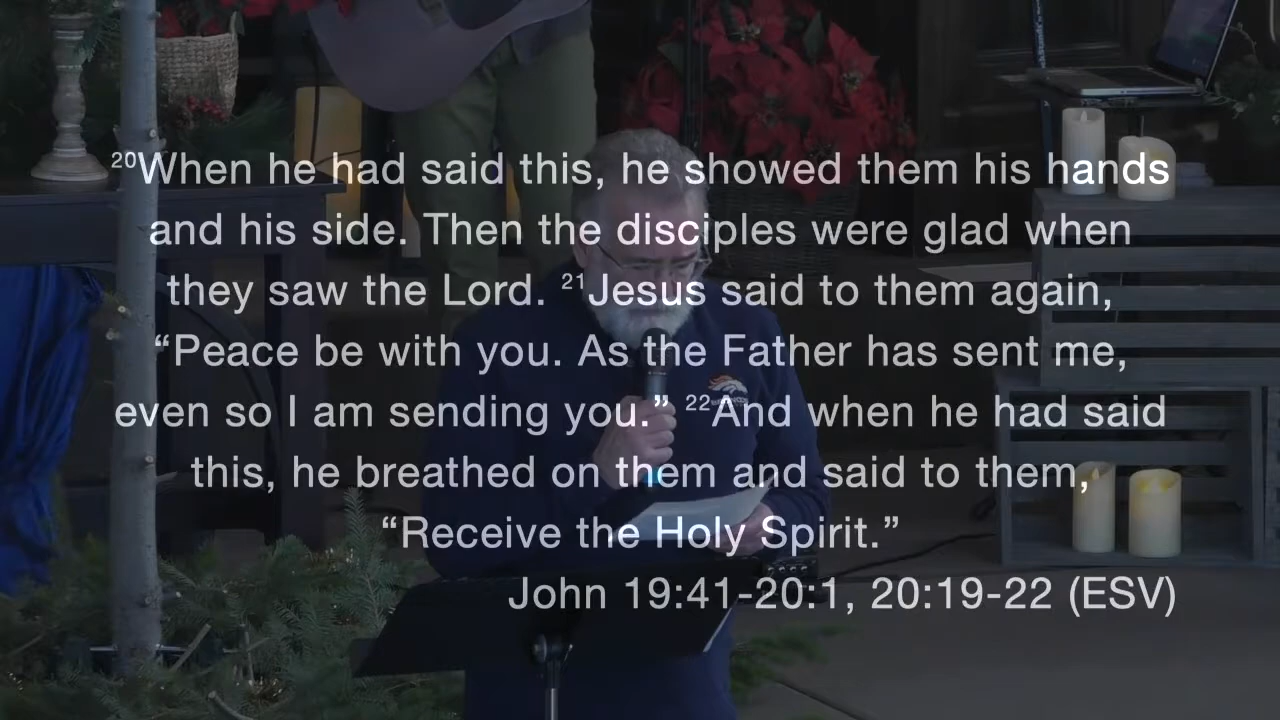 ²⁰When he had said this, he showed them his hands
and his side. Then the disciples were glad when
they saw the Lord. ²¹Jesus said to them again,
“Peace be with you. As the Father has sent me,
even so I am sending you.” ²²And when he had said
this, he breathed on them and said to them,
“Receive the Holy Spirit.”
John 19:41-20:1, 20:19-22 (ESV)